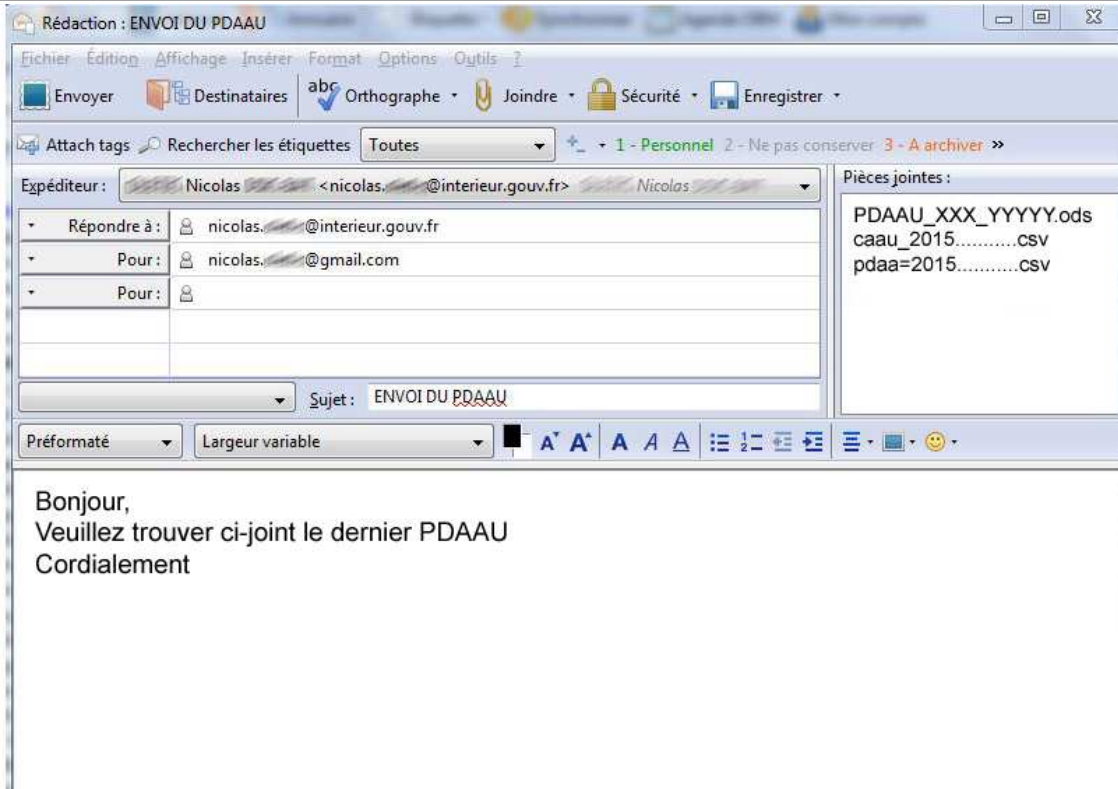 Rédaction : ENVOI DU PDAAU
Fichier Édition Affichage Insérer Format Options Outils ?
Envoyer Destinataires abc Orthographe Joindre Sécurité Enregistrer
Attach tags Rechercher les étiquettes Toutes 1 - Personnel 2 - Ne pas conserver 3 - A archiver »
Expéditeur : Nicolas <nicolas. @interieur.gouv.fr> Nicolas
Pièces jointes :
PDAAU_XXX_YYYYY.ods
caau_2015...........csv
pdaa=2015...........csv
Répondre à : nicolas. @interieur.gouv.fr
Pour : nicolas. @gmail.com
Pour :
Sujet : ENVOI DU PDAAU
Préformaté Largeur variable
Bonjour,
Veuillez trouver ci-joint le dernier PDAAU
Cordialement